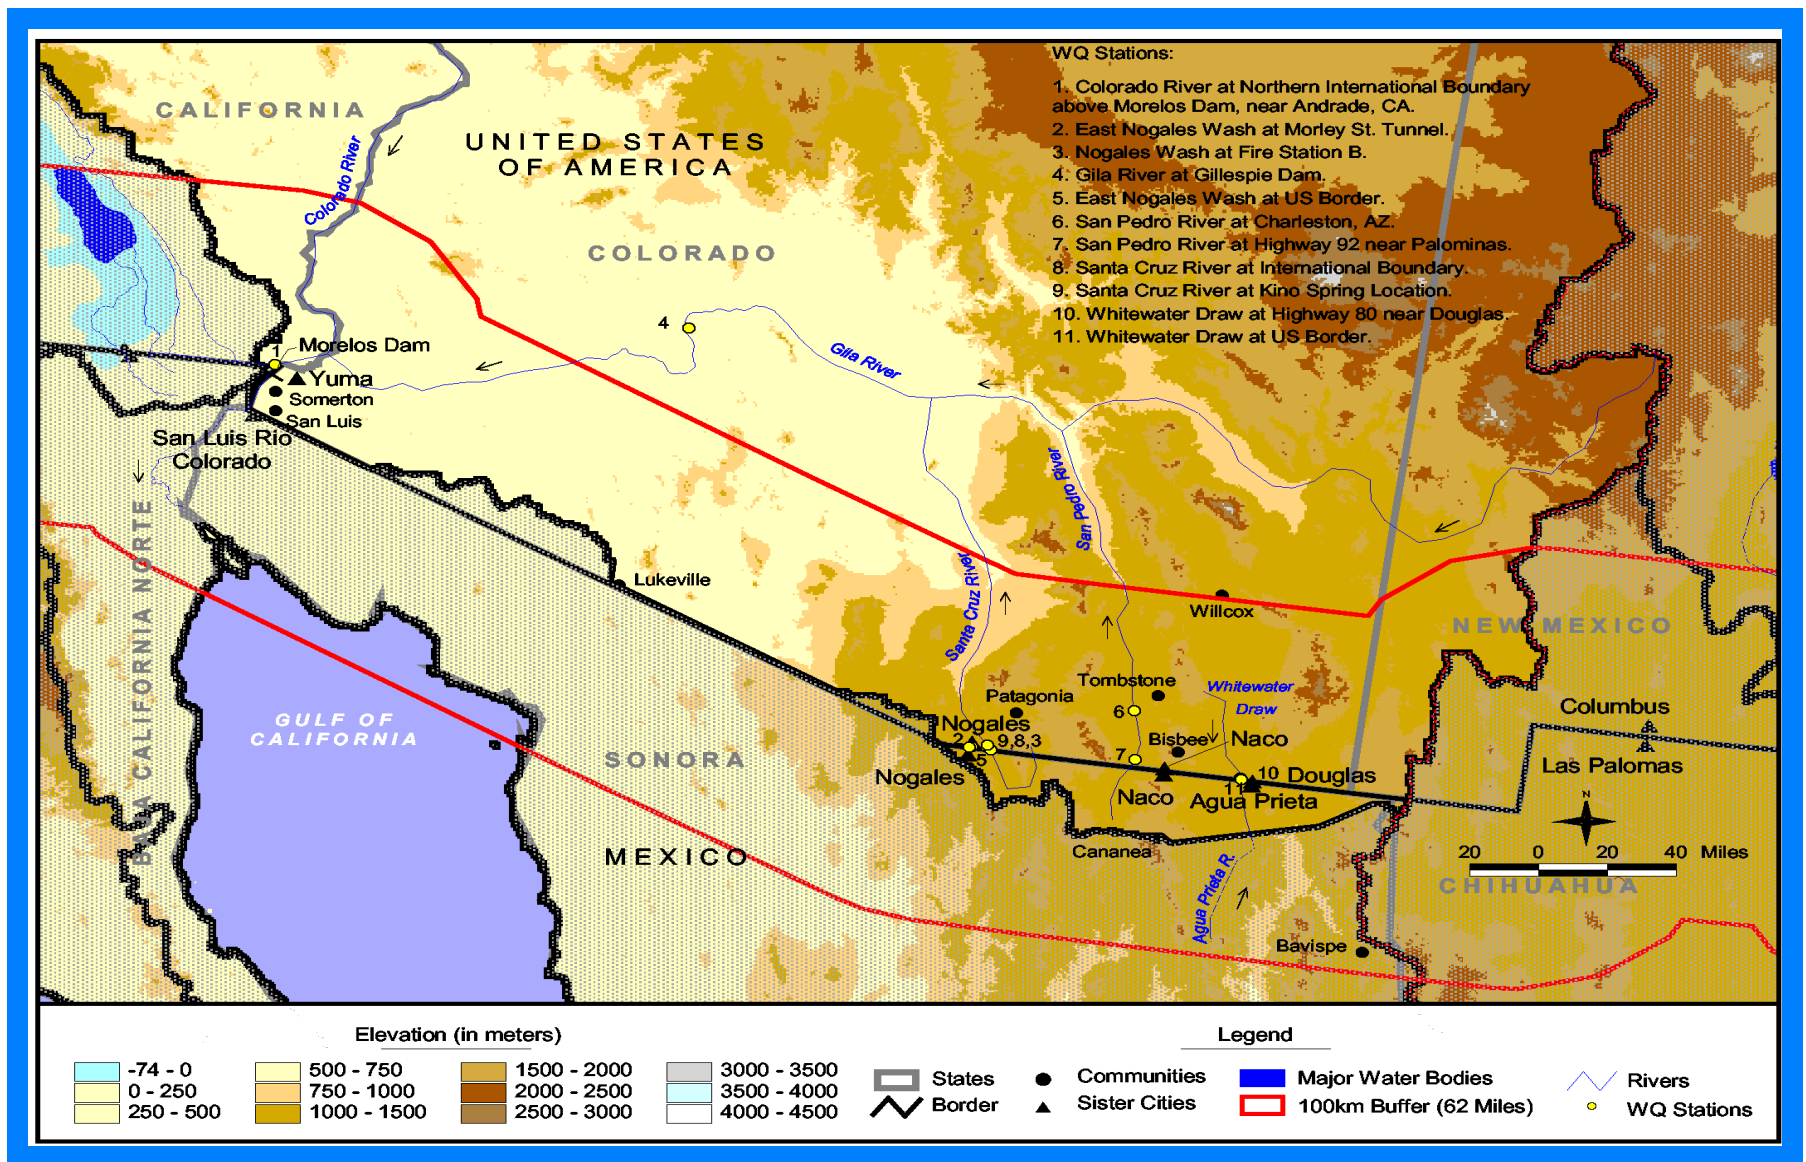 WQ Stations:
1. Colorado River at Northern International Boundary
above Morelos Dam, near Andrade, CA.
2. East Nogales Wash at Morley St. Tunnel.
3. Nogales Wash at Fire Station B.
4. Gila River at Gillespie Dam.
5. East Nogales Wash at US Border.
6. San Pedro River at Charleston, AZ.
7. San Pedro River at Highway 92 near Palominas.
8. Santa Cruz River at International Boundary.
9. Santa Cruz River at Kino Spring Location.
10. Whitewater Draw at Highway 80 near Douglas.
11. Whitewater Draw at US Border.
CALIFORNIA
UNITED STATES
OF AMERICA
Colorado River
COLORADO
4
Gila River
1
Morelos Dam
Yuma
Somerton
San Luis
San Luis Rio
Colorado
BAJA CALIFORNIA NORTE
San Pedro River
Santa Cruz River
Lukeville
Willcox
NEW MEXICO
Tombstone
Whitewater
Draw
Patagonia
6
Columbus
GULF OF
CALIFORNIA
Nogales
2
9,8,3
5
Bisbee
Naco
7
SONORA
Nogales
10
Douglas
11
Las Palomas
Naco
Agua Prieta
N
MEXICO
Cananea
20 0 20 40 Miles
CHIHUAHUA
Agua Prieta R.
Bavispe
Elevation (in meters)
-74 - 0
0 - 250
250 - 500
500 - 750
750 - 1000
1000 - 1500
1500 - 2000
2000 - 2500
2500 - 3000
3000 - 3500
3500 - 4000
4000 - 4500
Legend
States
Border
Communities
Sister Cities
Major Water Bodies
100km Buffer (62 Miles)
Rivers
WQ Stations